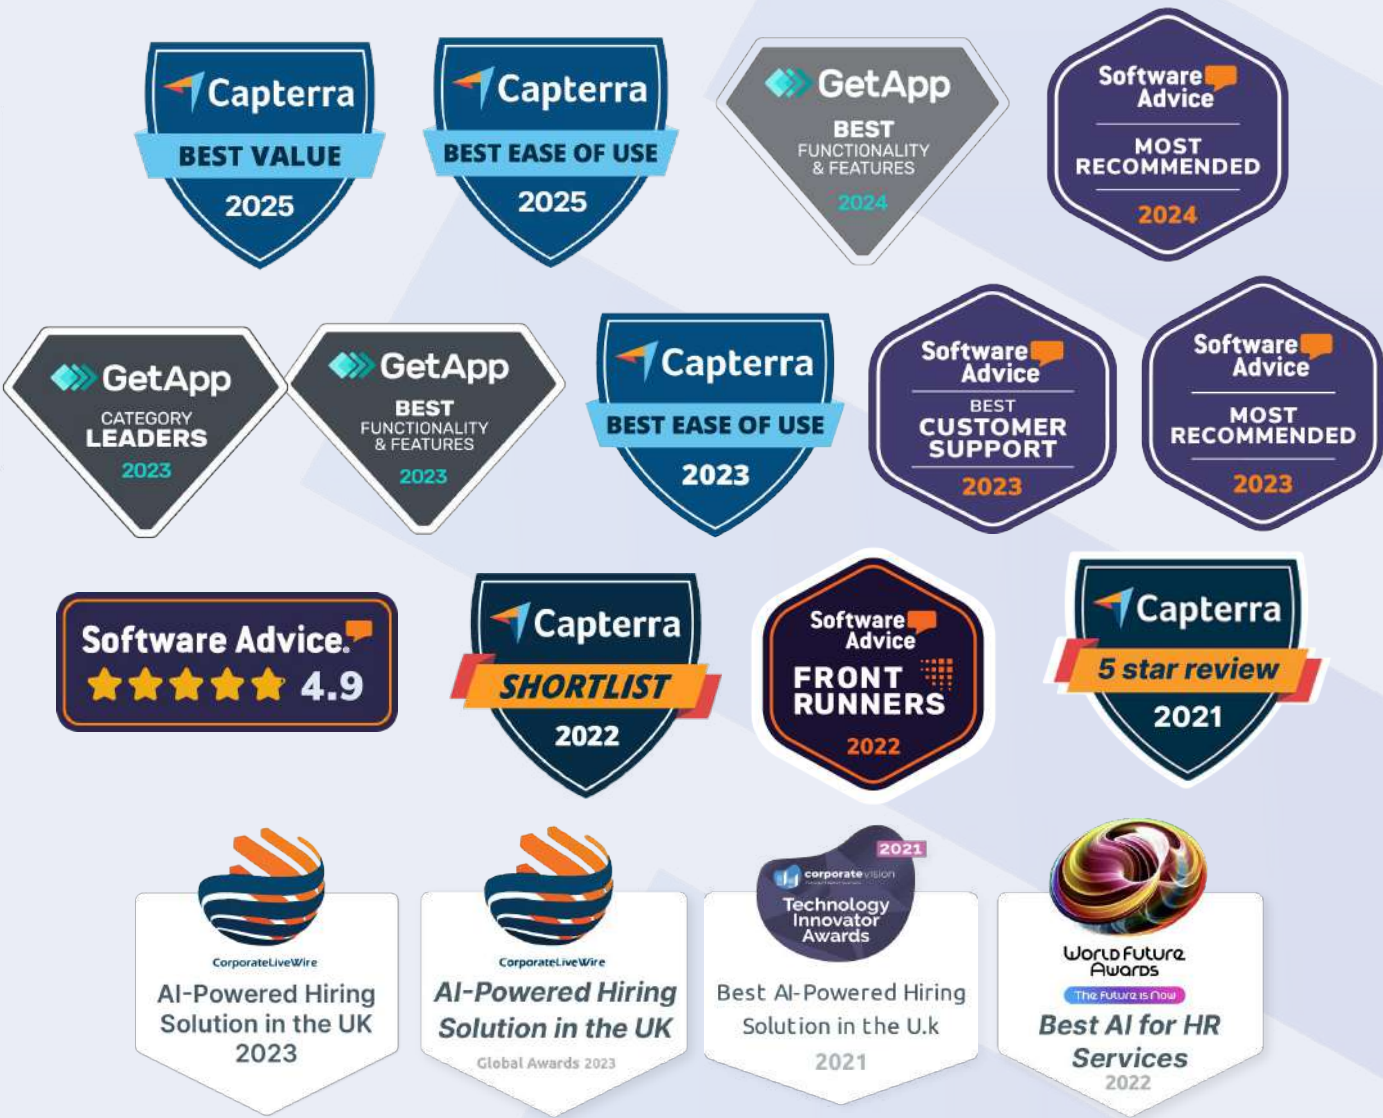 Capterra
BEST VALUE
2025
Capterra
BEST EASE OF USE
2025
GetApp
BEST
FUNCTIONALITY
& FEATURES
2024
Software
Advice
MOST
RECOMMENDED
2024
GetApp
CATEGORY
LEADERS
2023
GetApp
BEST
FUNCTIONALITY
& FEATURES
2023
Capterra
BEST EASE OF USE
2023
Software
Advice
BEST
CUSTOMER
SUPPORT
2023
Software
Advice
MOST
RECOMMENDED
2023
Software Advice.
4.9
Capterra
SHORTLIST
2022
Software
Advice
FRONT
RUNNERS
2022
Capterra
5 star review
2021
CorporateLiveWire
AI-Powered Hiring
Solution in the UK
2023
CorporateLiveWire
AI-Powered Hiring
Solution in the UK
Global Awards 2023
2021
corporatevision
Technology
Innovator
Awards
Best AI-Powered Hiring
Solution in the U.k
2021
World Future
Awards
The Future is Now
Best AI for HR
Services
2022